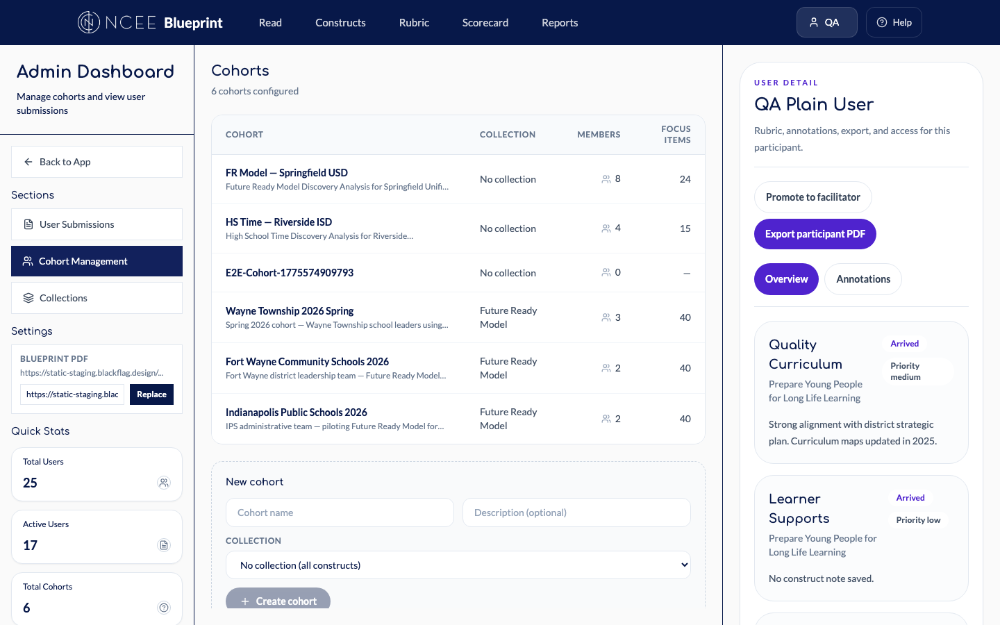 NCEE Blueprint
Read
Constructs
Rubric
Scorecard
Reports
QA
Help
Admin Dashboard
Manage cohorts and view user
submissions
Back to App
Sections
User Submissions
Cohort Management
Collections
Settings
BLUEPRINT PDF
https://static-staging.blackflag.design/...
https://static-staging.blac
Replace
Quick Stats
Total Users
25
Active Users
17
Total Cohorts
6
Cohorts
6 cohorts configured
COHORT COLLECTION MEMBERS FOCUS
ITEMS
FR Model — Springfield USD
Future Ready Model Discovery Analysis for Springfield Unifi...
No collection
8
24
HS Time — Riverside ISD
High School Time Discovery Analysis for Riverside...
No collection
4
15
E2E-Cohort-1775574909793
No collection
0
—
Wayne Township 2026 Spring
Spring 2026 cohort — Wayne Township school leaders using...
Future Ready
Model
3
40
Fort Wayne Community Schools 2026
Fort Wayne district leadership team — Future Ready Model...
Future Ready
Model
2
40
Indianapolis Public Schools 2026
IPS administrative team — piloting Future Ready Model for...
Future Ready
Model
2
40
New cohort
Cohort name
Description (optional)
COLLECTION
No collection (all constructs)
Create cohort
USER DETAIL
QA Plain User
Rubric, annotations, export, and access for this
participant.
Promote to facilitator
Export participant PDF
Overview
Annotations
Quality
Curriculum
Arrived
Priority
medium
Prepare Young People
for Long Life Learning
Strong alignment with district strategic
plan. Curriculum maps updated in 2025.
Learner
Supports
Arrived
Priority low
Prepare Young People for
Long Life Learning
No construct note saved.